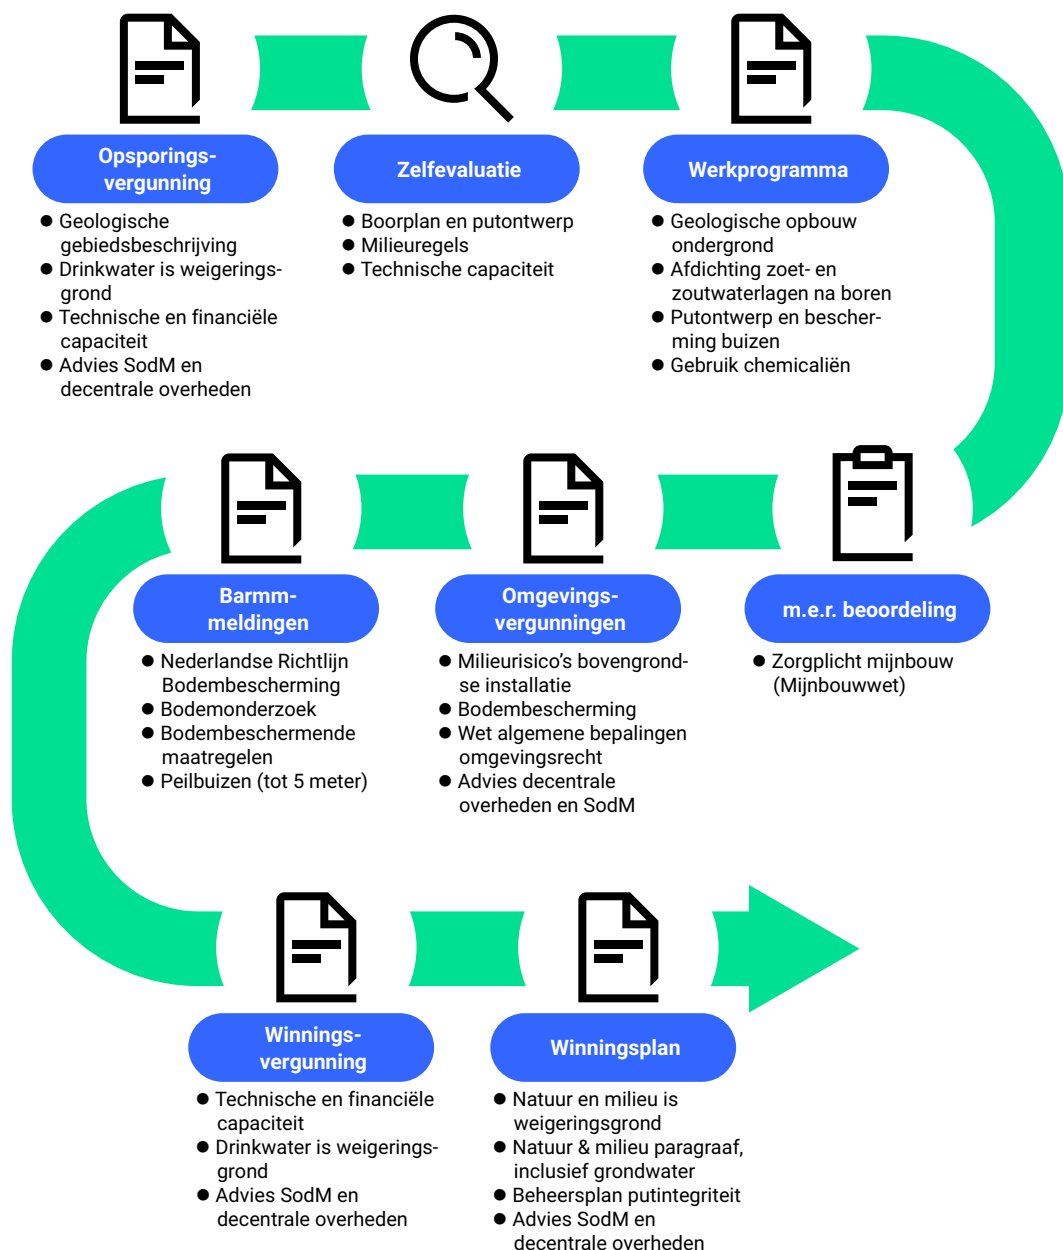 Opsporings-
vergunning
● Geologische
gebiedsbeschrijving
● Drinkwater is weigerings-
grond
● Technische en financiële
capaciteit
● Advies SodM en
decentrale overheden
Zelfevaluatie
● Boorplan en putontwerp
● Milieuregels
● Technische capaciteit
Werkprogramma
● Geologische opbouw
ondergrond
● Afdichting zoet- en
zoutwaterlagen na boren
● Putontwerp en bescher-
ming buizen
● Gebruik chemicaliën
m.e.r. beoordeling
● Zorgplicht mijnbouw
(Mijnbouwwet)
Omgevings-
vergunningen
● Milieurisico's bovengrond-
se installatie
● Bodembescherming
● Wet algemene bepalingen
omgevingsrecht
● Advies decentrale
overheden en SodM
Barmm-
meldingen
● Nederlandse Richtlijn
Bodembescherming
● Bodemonderzoek
● Bodembeschermende
maatregelen
● Peilbuizen (tot 5 meter)
Winnings-
vergunning
● Technische en financiële
capaciteit
● Drinkwater is weigerings-
grond
● Advies SodM en
decentrale overheden
Winningsplan
● Natuur en milieu is
weigeringsgrond
● Natuur & milieu paragraaf,
inclusief grondwater
● Beheersplan putintegriteit
● Advies SodM en
decentrale overheden